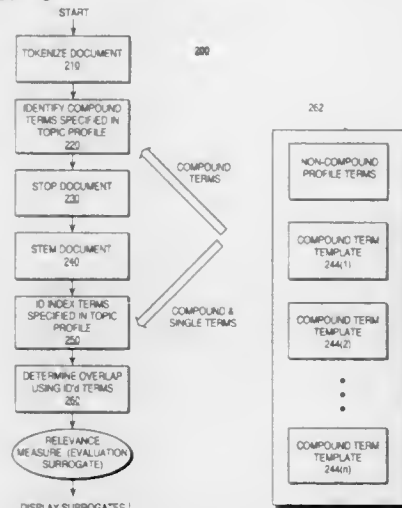 START
200
TOKENIZE DOCUMENT
210
262
IDENTIFY COMPOUND
TERMS SPECIFIED IN
TOPIC PROFILE
220
COMPOUND
TERMS
NON-COMPOUND
PROFILE TERMS
STOP DOCUMENT
230
STEM DOCUMENT
240
COMPOUND TERM
TEMPLATE
244(1)
ID INDEX TERMS
SPECIFIED IN TOPIC
PROFILE
250
COMPOUND &
SINGLE TERMS
COMPOUND TERM
TEMPLATE
244(2)
DETERMINE OVERLAP
USING ID'd TERMS
260
RELEVANCE
MEASURE (EVALUATION
SURROGATE)
COMPOUND TERM
TEMPLATE
244(n)
DISPLAY SURROGATES